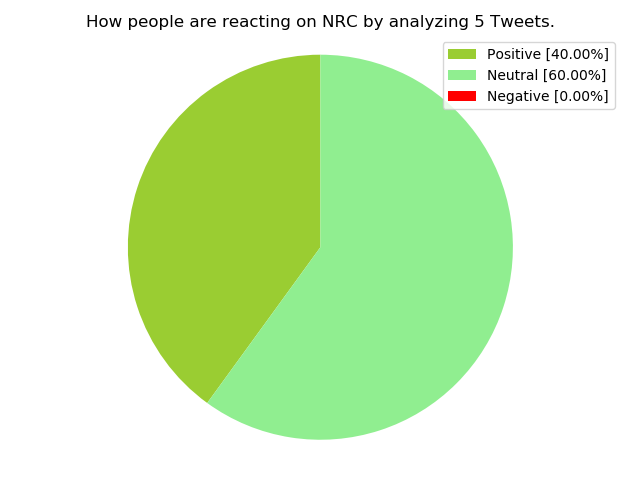 How people are reacting on NRC by analyzing 5 Tweets.
Positive [40.00%]
Neutral [60.00%]
Negative [0.00%]